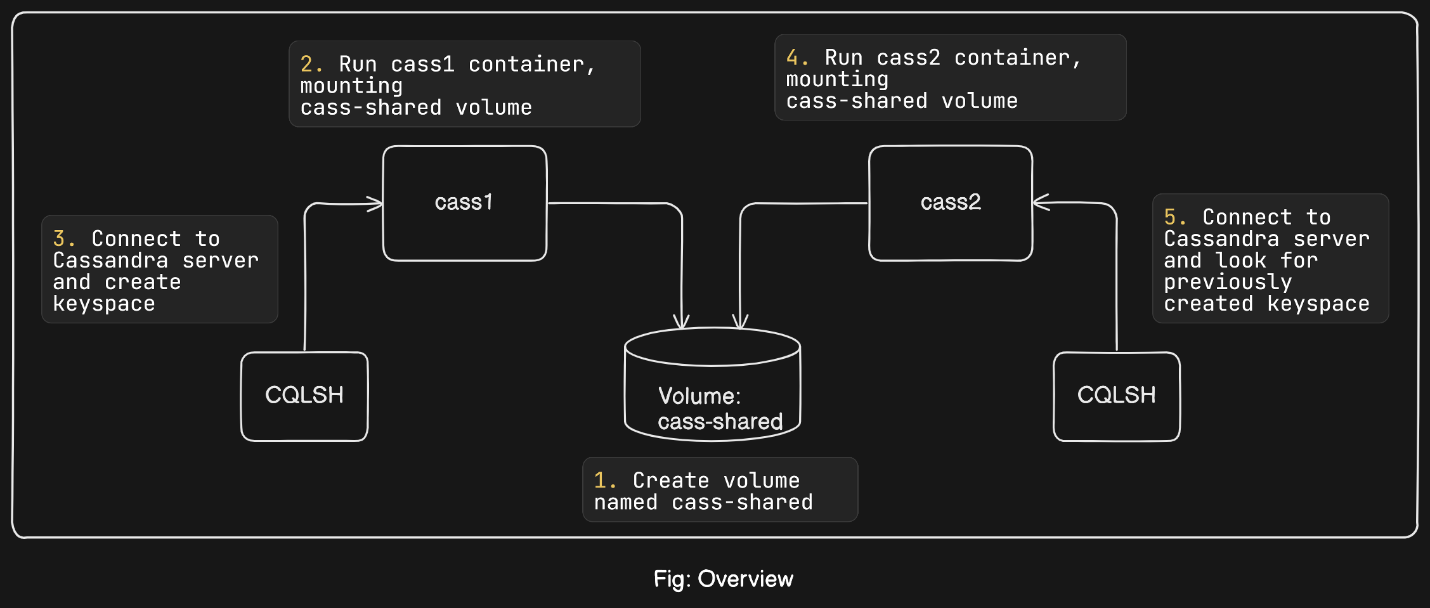 2. Run cass1 container,
mounting
cass-shared volume
4. Run cass2 container,
mounting
cass-shared volume
cass1
cass2
3. Connect to
Cassandra server
and create
keyspace
5. Connect to
Cassandra server
and look for
previously
created keyspace
CQLSH
Volume:
cass-shared
CQLSH
1. Create volume
named cass-shared
Fig: Overview